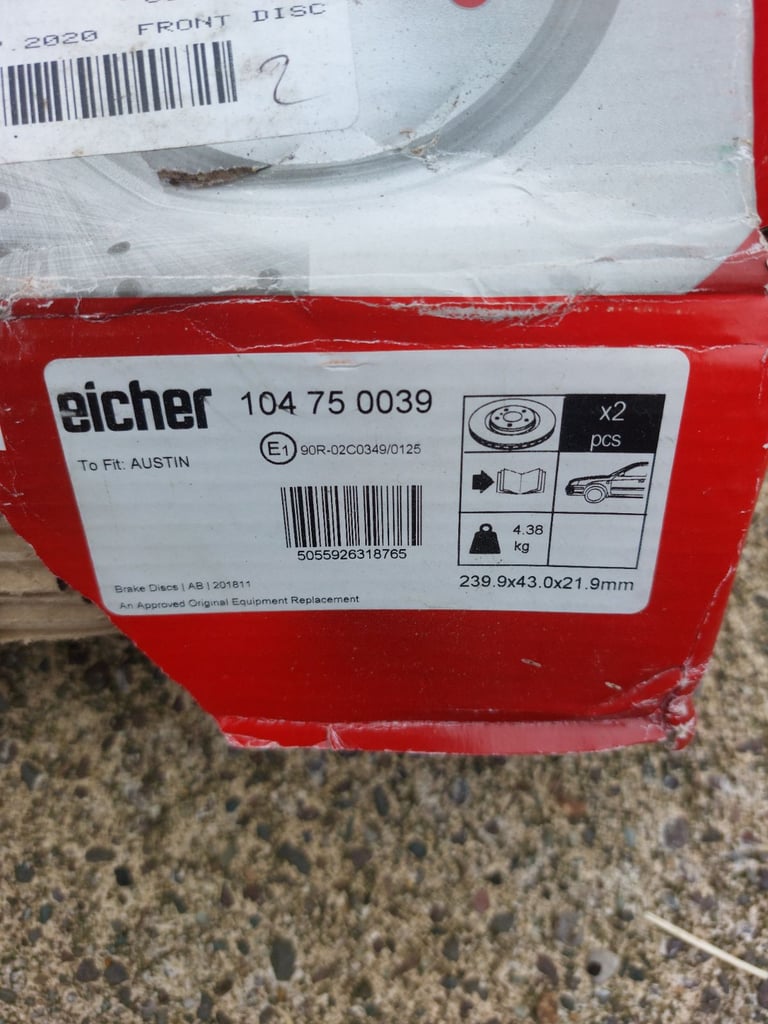 .2020 FRONT DISC
2
eicher 104 75 0039
E1 90R-02C0349/0125
To Fit: AUSTIN
x2
pcs
4.38
kg
5055926318765
239.9x43.0x21.9mm
Brake Discs | AB | 201811
An Approved Original Equipment Replacement